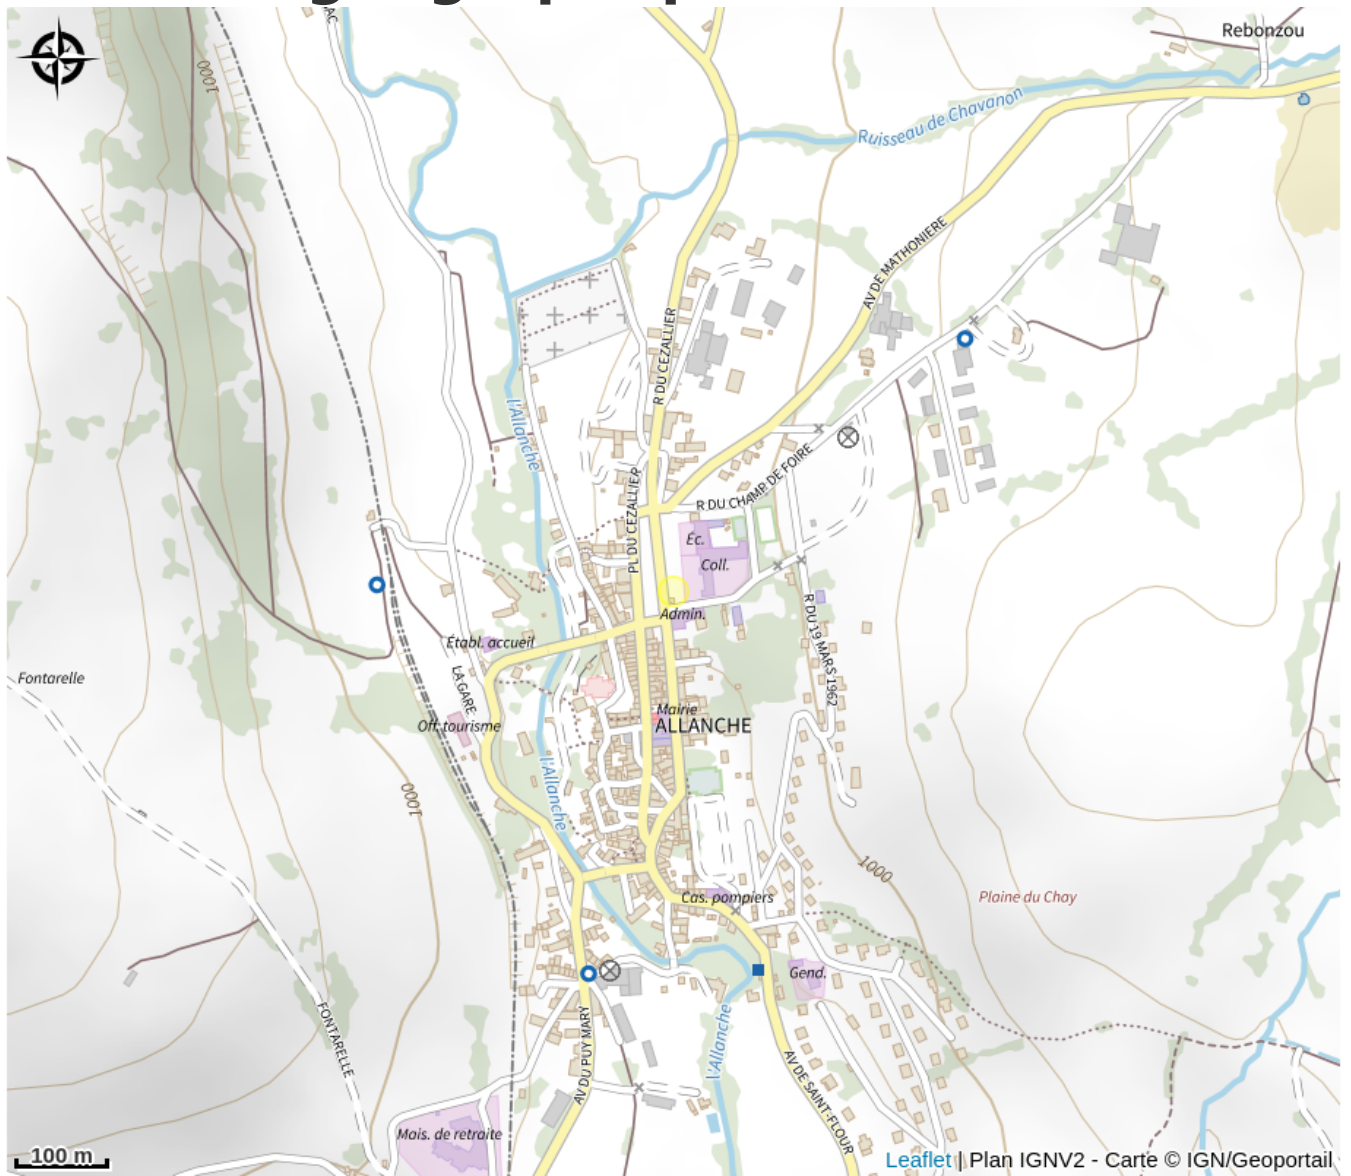 Rebonzou
AC
1000
Ruisseau de Chavanon
AV DE MATHONIERE
R DU CEZALLIER
l'Allanche
R DU CHAMP DE FOIRE
PL DU CEZALLIER
Éc.
Coll.
Admin.
R DU 19 MARS 1962
Établ. accueil
LA GARE
Fontarelle
Off. tourisme
Mairie
ALLANCHE
l'Allanche
1000
1000
Cas. pompiers
Plaine du Chay
Gend.
FONTARELLE
AV DU PUY MARY
l'Allanche
AV DE SAINT-FLOUR
Mais. de retraite
100 m
Leaflet | Plan IGNV2 - Carte © IGN/Geoportail